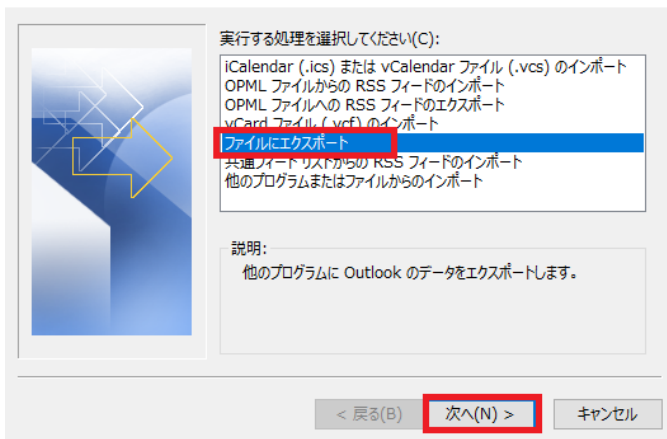 実行する処理を選択してください(C):
iCalendar (.ics) または vCalendar ファイル (.vcs) のインポート
OPML ファイルからの RSS フィードのインポート
OPML ファイルへの RSS フィードのエクスポート
vCard ファイル (.vcf) のインポート
ファイルにエクスポート
共通フィード リストからの RSS フィードのインポート
他のプログラムまたはファイルからのインポート
説明:
他のプログラムに Outlook のデータをエクスポートします。
< 戻る(B)
次へ(N) >
キャンセル